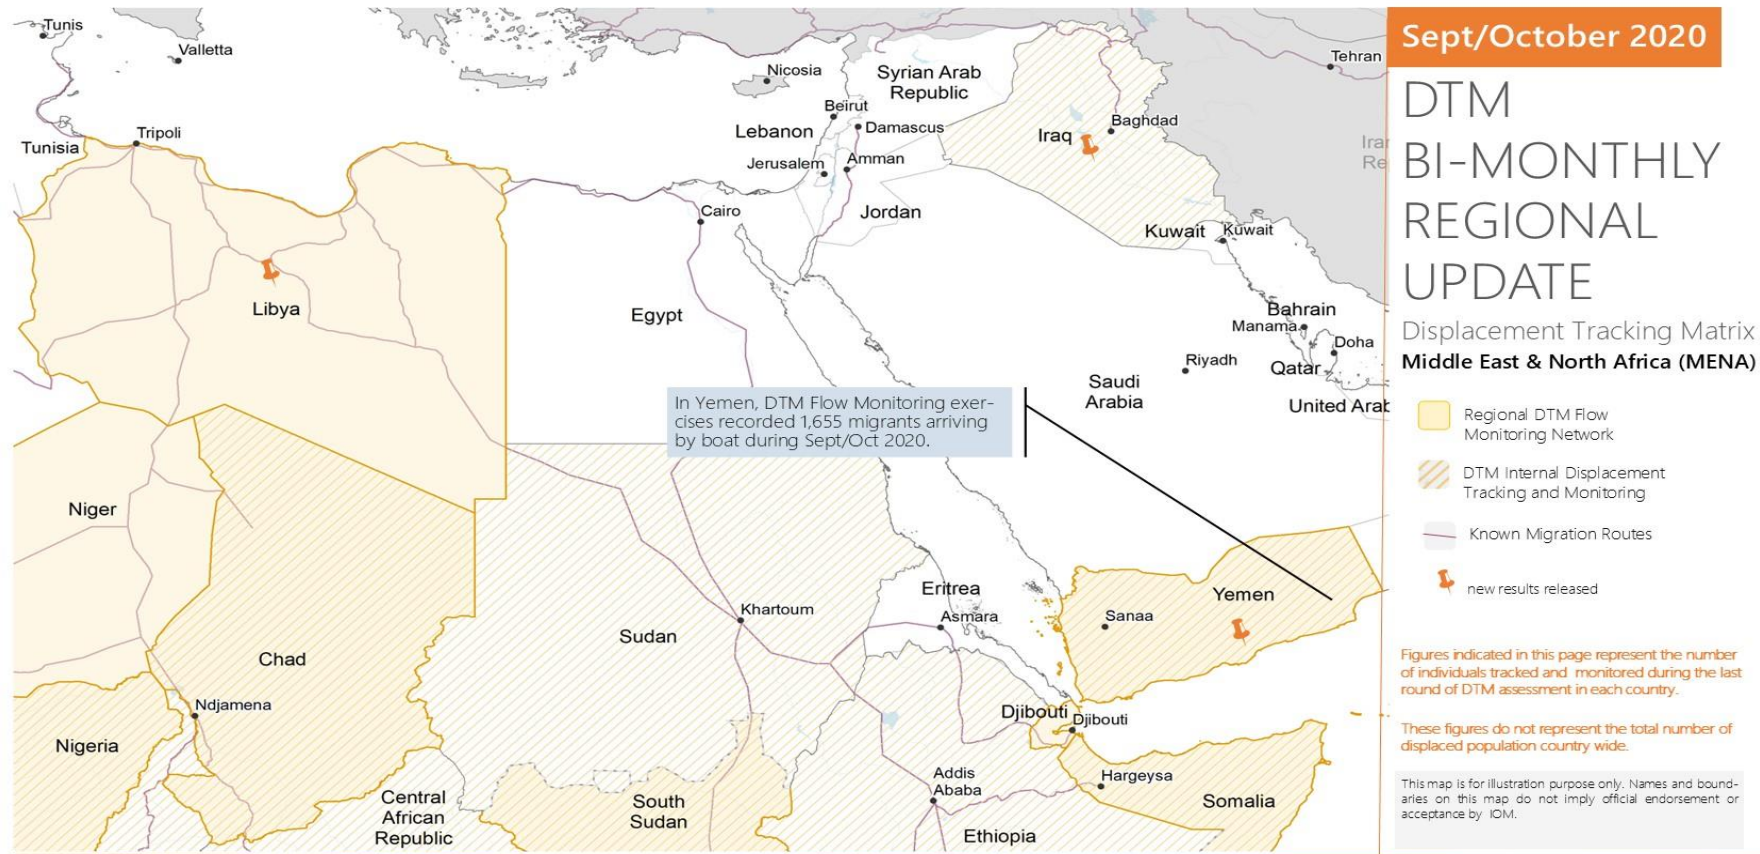 Tunis
Valletta
Nicosia
Syrian Arab
Republic
Tehran
Beirut
Lebanon
Damascus
Tripoli
Tunisia
Iraq
Baghdad
Jerusalem
Amman
Cairo
Jordan
Kuwait
Kuwait
Libya
Egypt
Bahrain
Manama
Doha
Riyadh
Qatar
Saudi
Arabia
United Arab
In Yemen, DTM Flow Monitoring exer-
cises recorded 1,655 migrants arriving
by boat during Sept/Oct 2020.
Niger
Eritrea
Asmara
Yemen
Sanaa
Khartoum
Sudan
Chad
Ndjamena
Djibouti
Djibouti
Nigeria
Addis
Ababa
Hargeysa
Central
African
Republic
South
Sudan
Somalia
Ethiopia
Sept/October 2020
DTM
BI-MONTHLY
REGIONAL
UPDATE
Displacement Tracking Matrix
Middle East & North Africa (MENA)
Regional DTM Flow
Monitoring Network
DTM Internal Displacement
Tracking and Monitoring
Known Migration Routes
new results released
Figures indicated in this page represent the number
of individuals tracked and monitored during the last
round of DTM assessment in each country.
These figures do not represent the total number of
displaced population country wide.
This map is for illustration purpose only. Names and bound-
aries on this map do not imply official endorsement or
acceptance by IOM.